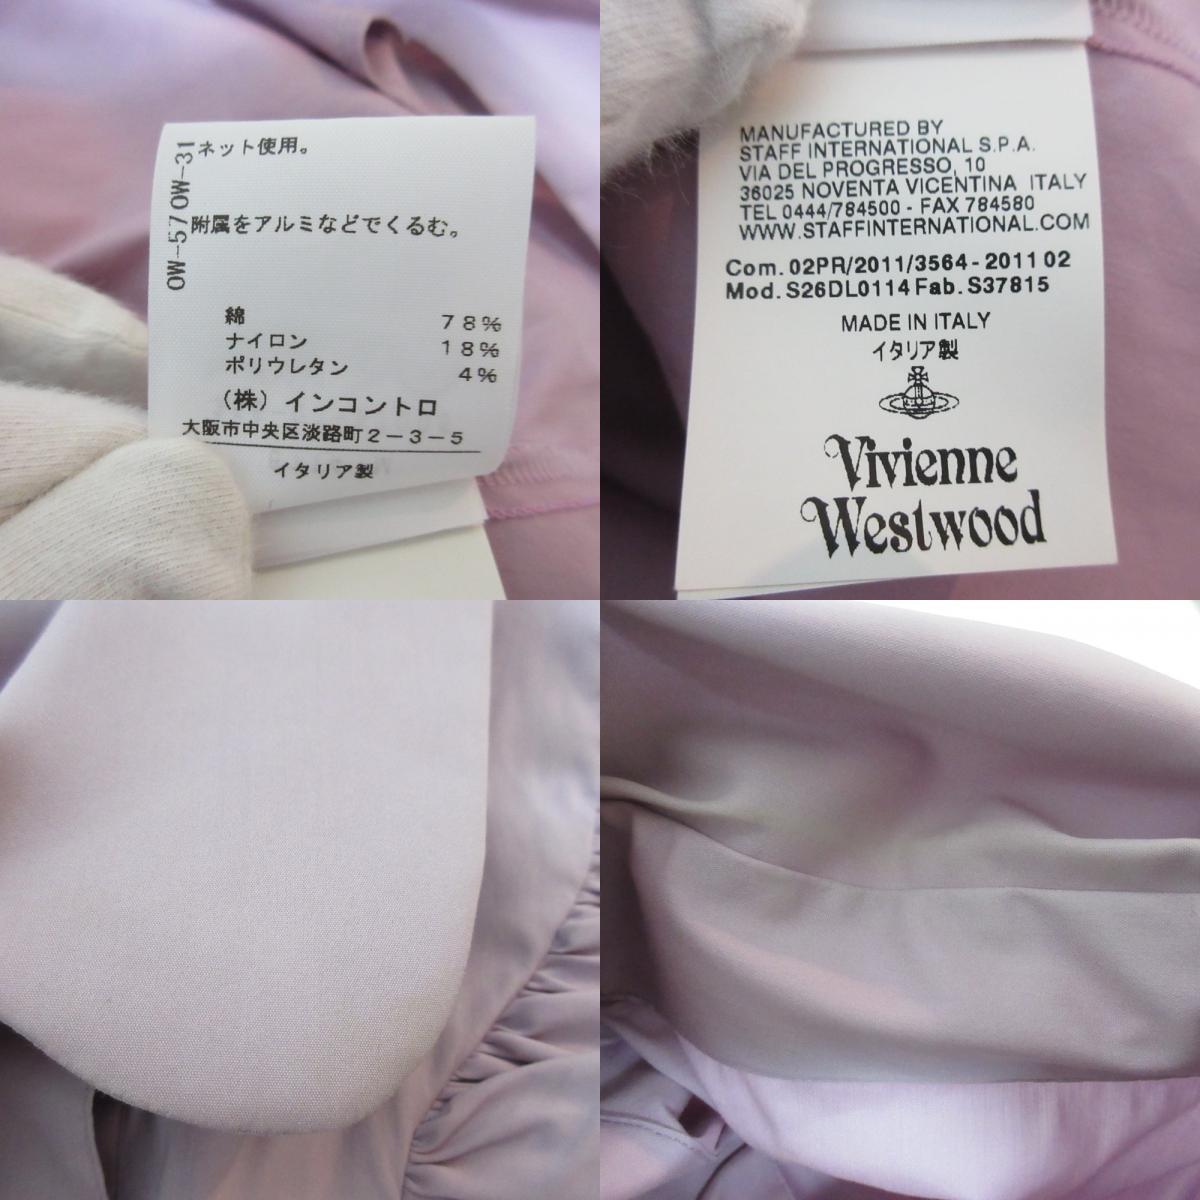 OW-570W-31
ネット使用。
附属をアルミなどでくるむ。
綿 78%
ナイロン 18%
ポリウレタン 4%
(株)インコントロ
大阪市中央区淡路町2-3-5
イタリア製
MANUFACTURED BY
STAFF INTERNATIONAL S.P.A.
VIA DEL PROGRESSO, 10
36025 NOVENTA VICENTINA ITALY
TEL 0444/784500 - FAX 784580
WWW.STAFFINTERNATIONAL.COM
Com. 02PR/2011/3564 - 2011 02
Mod. S26DL0114 Fab. S37815
MADE IN ITALY
イタリア製
Vivienne
Westwood